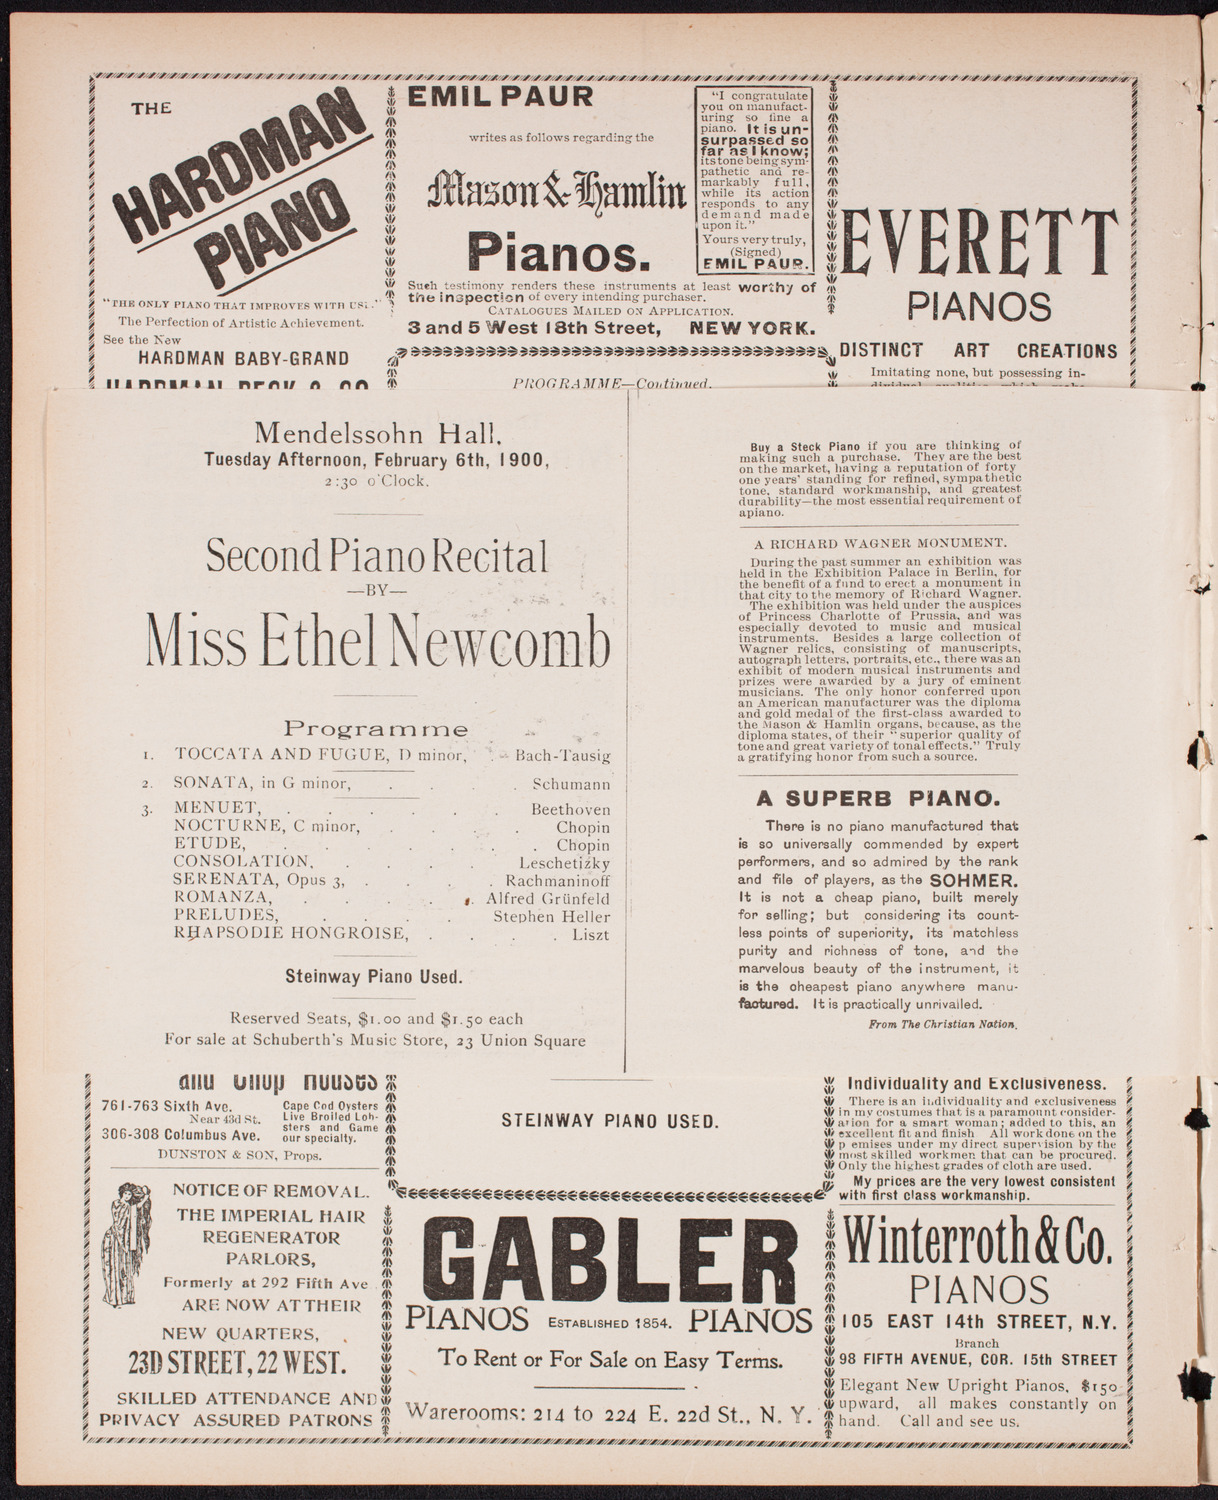 THE
HARDMAN
PIANO
"THE ONLY PIANO THAT IMPROVES WITH USE."
The Perfection of Artistic Achievement.
See the New
HARDMAN BABY-GRAND
EMIL PAUR
writes as follows regarding the
Mason & Hamlin
Pianos.
"I congratulate
you on manufact-
uring so fine a
piano. It is un-
surpassed so
far as I know;
its tone being sym-
pathetic and re-
markably full,
while its action
responds to any
demand made
upon it."
Yours very truly,
(Signed)
EMIL PAUR.
Such testimony renders these instruments at least worthy of
the inspection of every intending purchaser.
CATALOGUES MAILED ON APPLICATION.
3 and 5 West 18th Street, NEW YORK.
PROGRAMME—Continued.
EVERETT
PIANOS
DISTINCT ART CREATIONS
Imitating none, but possessing in-
Mendelssohn Hall,
Tuesday Afternoon, February 6th, 1900,
2:30 o'Clock.
Second Piano Recital
—BY—
Miss Ethel Newcomb
Programme
1. TOCCATA AND FUGUE, D minor, . - Bach-Tausig
2. SONATA, in G minor, . . . . Schumann
3. MENUET, . . . . . . Beethoven
NOCTURNE, C minor, . . . . Chopin
ETUDE, . . . . . . Chopin
CONSOLATION, . . . . Leschetizky
SERENATA, Opus 3, . . . . Rachmaninoff
ROMANZA, . . . . . Alfred Grünfeld
PRELUDES, . . . . Stephen Heller
RHAPSODIE HONGROISE, . . . . Liszt
Steinway Piano Used.
Reserved Seats, $1.00 and $1.50 each
For sale at Schuberth's Music Store, 23 Union Square
Buy a Steck Piano if you are thinking of
making such a purchase. They are the best
on the market, having a reputation of forty
one years' standing for refined, sympathetic
tone, standard workmanship, and greatest
durability—the most essential requirement of
apiano.
A RICHARD WAGNER MONUMENT.
During the past summer an exhibition was
held in the Exhibition Palace in Berlin, for
the benefit of a fund to erect a monument in
that city to the memory of Richard Wagner.
The exhibition was held under the auspices
of Princess Charlotte of Prussia, and was
especially devoted to music and musical
instruments. Besides a large collection of
Wagner relics, consisting of manuscripts,
autograph letters, portraits, etc., there was an
exhibit of modern musical instruments and
prizes were awarded by a jury of eminent
musicians. The only honor conferred upon
an American manufacturer was the diploma
and gold medal of the first-class awarded to
the Mason & Hamlin organs, because, as the
diploma states, of their "superior quality of
tone and great variety of tonal effects." Truly
a gratifying honor from such a source.
A SUPERB PIANO.
There is no piano manufactured that
is so universally commended by expert
performers, and so admired by the rank
and file of players, as the SOHMER.
It is not a cheap piano, built merely
for selling; but considering its count-
less points of superiority, its matchless
purity and richness of tone, and the
marvelous beauty of the instrument, it
is the cheapest piano anywhere manu-
factured. It is practically unrivalled.
From The Christian Nation.
and Chop Houses
761-763 Sixth Ave.
Near 43d St.
306-308 Columbus Ave.
Cape Cod Oysters
Live Broiled Lob-
sters and Game
our specialty.
DUNSTON & SON, Props.
NOTICE OF REMOVAL.
THE IMPERIAL HAIR
REGENERATOR
PARLORS,
Formerly at 292 Fifth Ave
ARE NOW AT THEIR
NEW QUARTERS,
23D STREET, 22 WEST.
SKILLED ATTENDANCE AND
PRIVACY ASSURED PATRONS
STEINWAY PIANO USED.
GABLER
PIANOS ESTABLISHED 1854. PIANOS
To Rent or For Sale on Easy Terms.
Warerooms: 214 to 224 E. 22d St., N. Y.
Individuality and Exclusiveness.
There is an individuality and exclusiveness
in my costumes that is a paramount consider-
ation for a smart woman; added to this, an
excellent fit and finish All work done on the
p emises under my direct supervision by the
most skilled workmen that can be procured.
Only the highest grades of cloth are used.
My prices are the very lowest consistent
with first class workmanship.
Winterroth & Co.
PIANOS
105 EAST 14th STREET, N.Y.
Branch
98 FIFTH AVENUE, COR. 15th STREET
Elegant New Upright Pianos, $150
upward, all makes constantly on
hand. Call and see us.